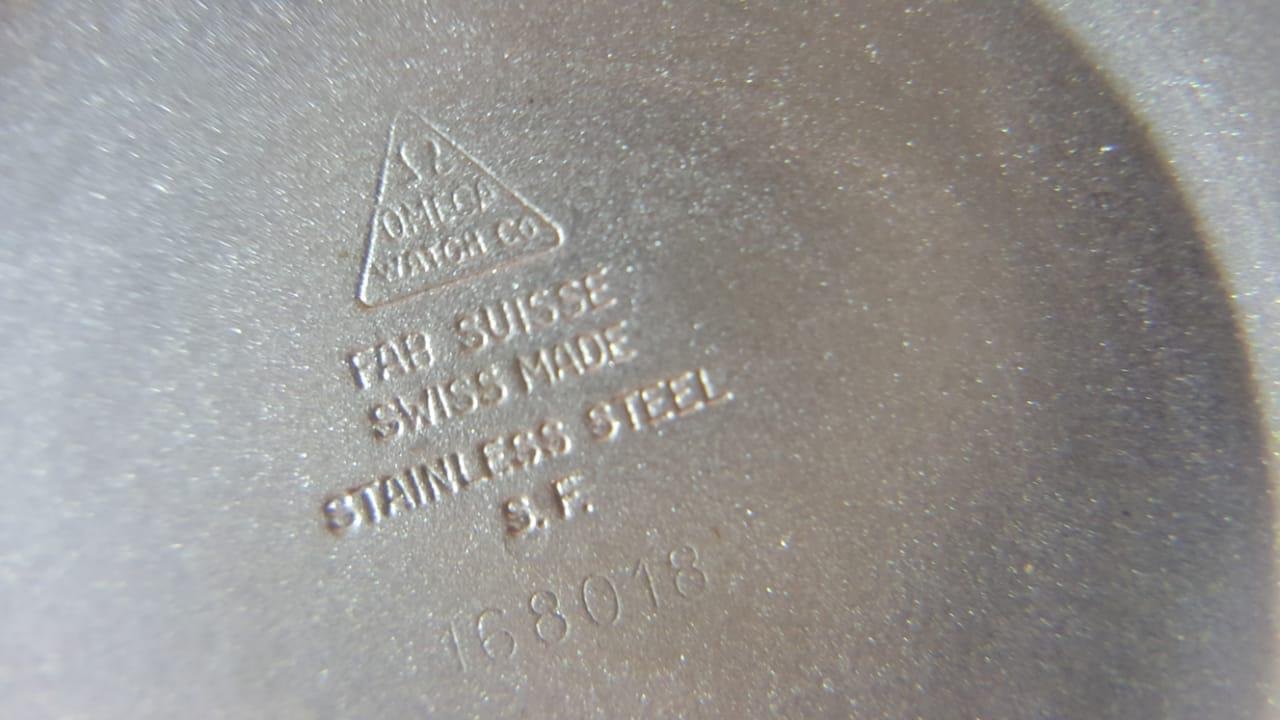 Ω
OMEGA
WATCH Co
FAB SUISSE
SWISS MADE
STAINLESS STEEL
S. F.
168018